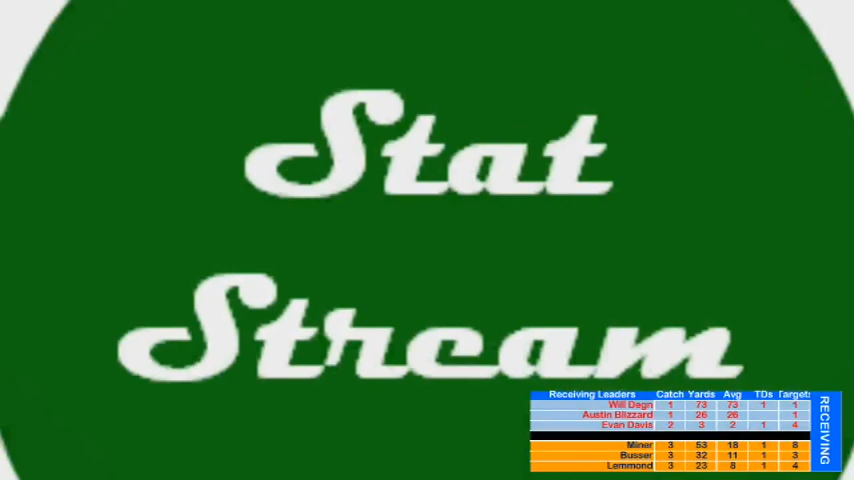 Stat
Stream
Receiving Leaders Catch Yards Avg TDs Targets
Will Degn 1 73 73 1 1
Austin Blizzard 1 26 26 1
Evan Davis 2 3 2 1 4
Miner 3 53 18 1 8
Busser 3 32 11 1 3
Lemmond 3 23 8 1 4
RECEIVING